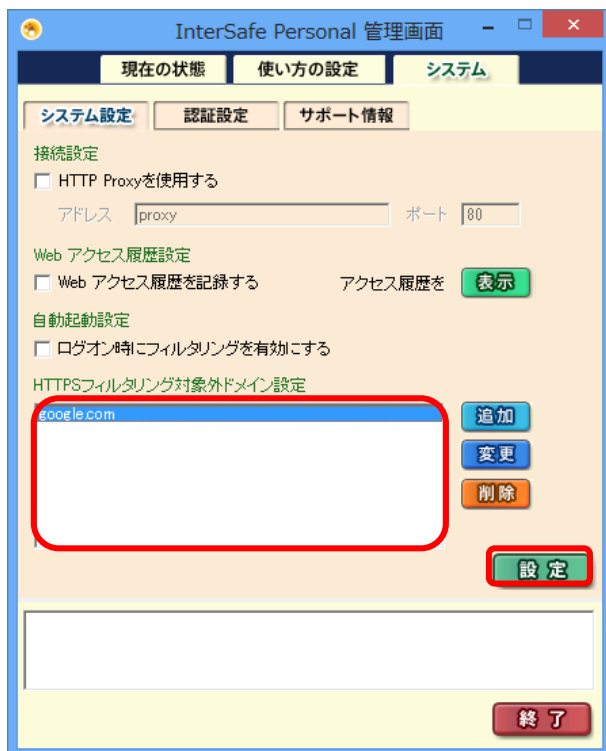 InterSafe Personal 管理画面
現在の状態 使い方の設定 システム
システム設定 認証設定 サポート情報
接続設定
HTTP Proxyを使用する
アドレス proxy ポート 80
Web アクセス履歴設定
Web アクセス履歴を記録する アクセス履歴を 表示
自動起動設定
ログオン時にフィルタリングを有効にする
HTTPSフィルタリング対象外ドメイン設定
google.com 追加
変更
削除
設定
終了